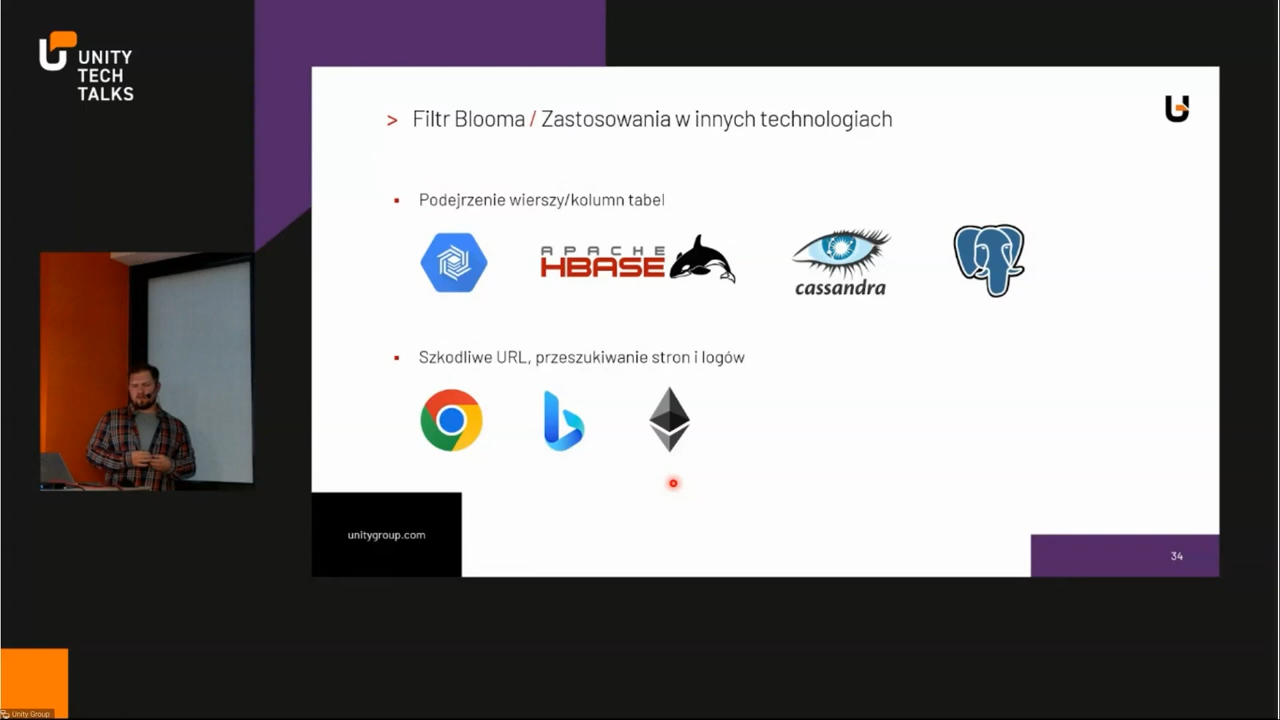 UNITY
TECH
TALKS
> Filtr Blooma / Zastosowania w innych technologiach
Podejrzenie wierszy/kolumn tabel
APACHE
HBASE
cassandra
Szkodliwe URL, przeszukiwanie stron i logów
unitygroup.com
34
Unity Group